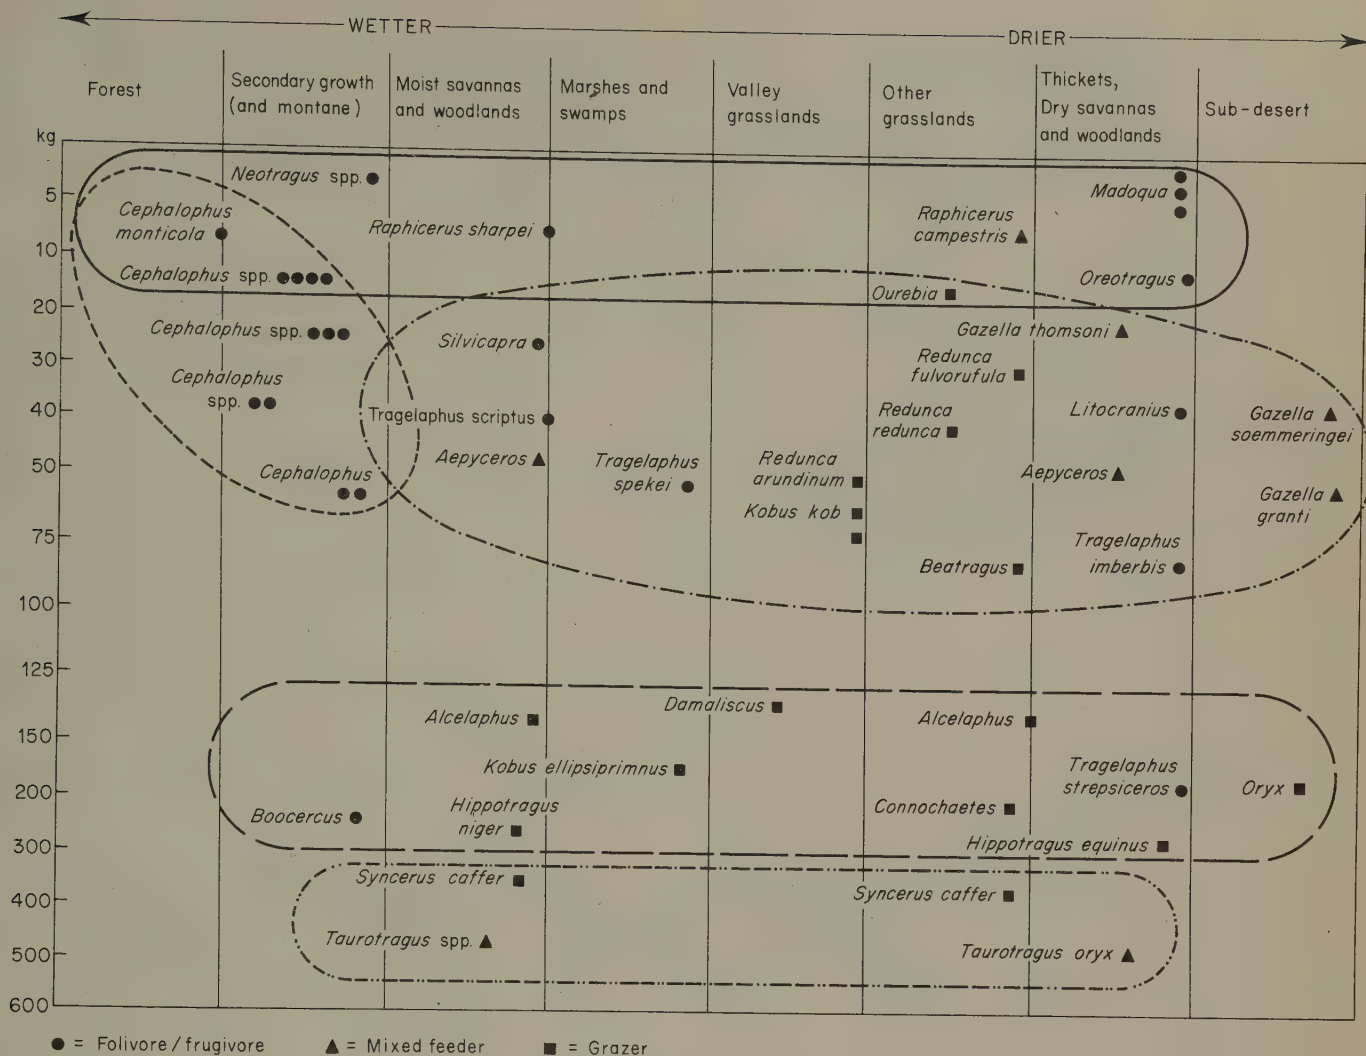 WETTER
DRIER
Forest
Secondary growth
(and montane)
Moist savannas
and woodlands
Marshes and
swamps
Valley
grasslands
Other
grasslands
Thickets,
Dry savannas
and woodlands
Sub-desert
kg
5
10
20
25
30
40
50
75
100
125
150
200
300
400
500
600
Neotragus spp.
Madoqua
Cephalophus
monticola
Raphicerus sharpei
Raphicerus
campestris
Cephalophus spp.
Oreotragus
Ourebia
Cephalophus spp.
Silvicapra
Gazella thomsoni
Redunca
fulvorufula
Cephalophus
spp.
Tragelaphus scriptus
Redunca
redunca
Litocranius
Gazella
soemmeringei
Cephalophus
Aepyceros
Tragelaphus
spekei
Redunca
arundinum
Aepyceros
Gazella
granti
Kobus kob
Beatragus
Tragelaphus
imberbis
Alcelaphus
Damaliscus
Alcelaphus
Kobus ellipsiprimnus
Tragelaphus
strepsiceros
Oryx
Boocercus
Hippotragus
niger
Connochaetes
Hippotragus equinus
Syncerus caffer
Syncerus caffer
Taurotragus spp.
Taurotragus oryx
● = Folivore/frugivore ▲ = Mixed feeder ■ = Grazer